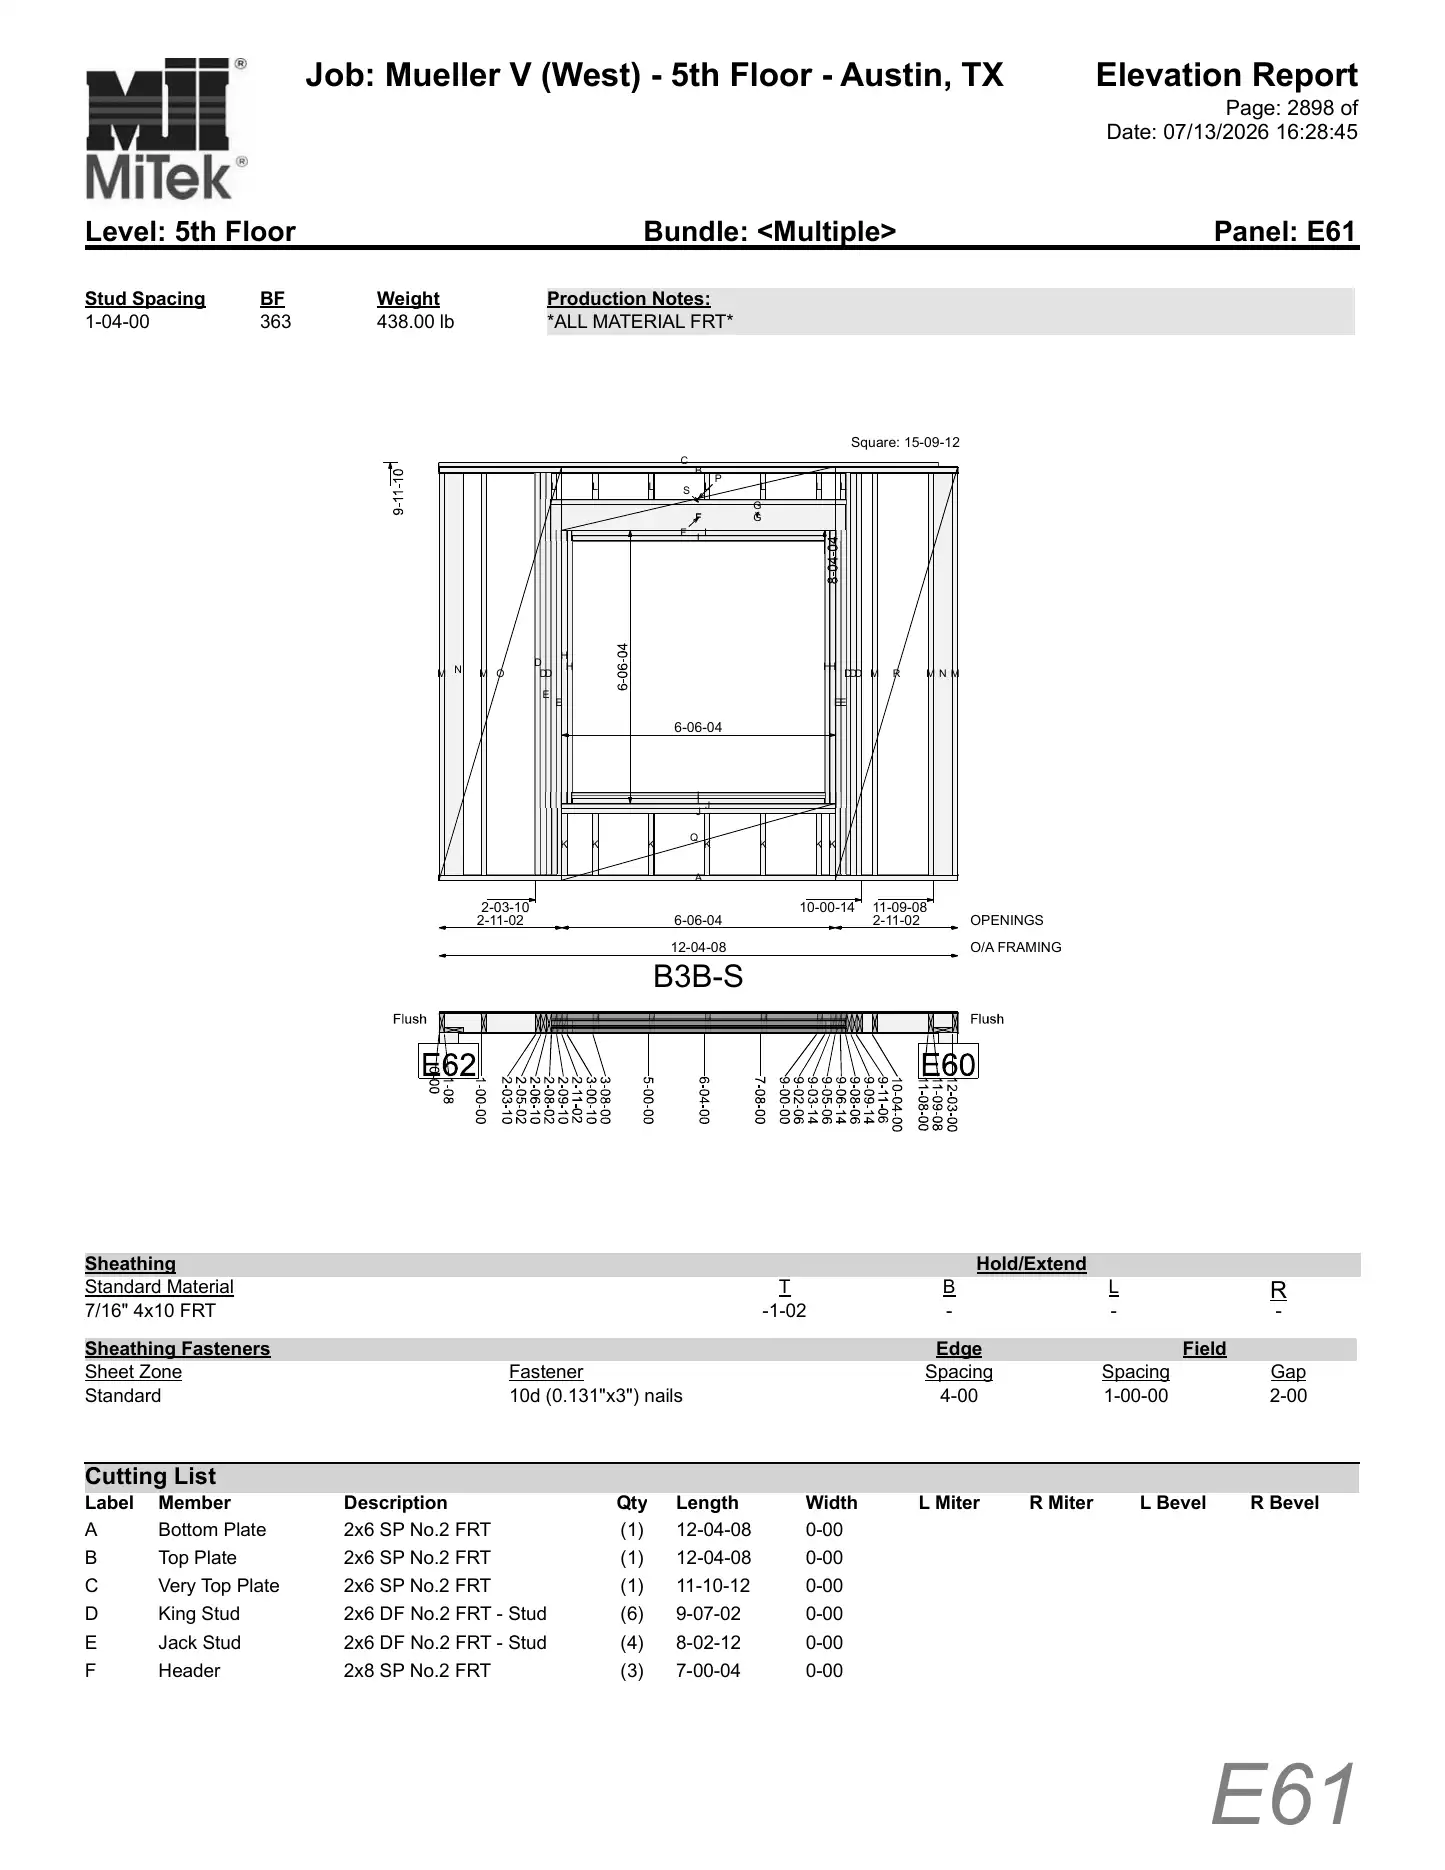 MiTek®
Job: Mueller V (West) - 5th Floor - Austin, TX
Elevation Report
Page: 2898 of
Date: 07/13/2026 16:28:45
Level: 5th Floor Bundle: <Multiple> Panel: E61
Stud Spacing BF Weight Production Notes:
1-04-00 363 438.00 lb *ALL MATERIAL FRT*
Square: 15-09-12
9-11-10
C
B
P
L L L L L L L
S
G
F G
F I
I
8-04-04
6-06-04
H
D H
M N M O DD H DDD M R M N M
E
E EE
6-06-04
I
J
J
Q
K K K K K K K
A
2-03-10 10-00-14 11-09-08
2-11-02 6-06-04 2-11-02 OPENINGS
12-04-08 O/A FRAMING
B3B-S
Flush Flush
E62 E60
0-00
1-08
1-00-00
2-03-10
2-05-02
2-06-10
2-08-02
2-09-10
2-11-02
3-00-10
3-08-00
5-00-00
6-04-00
7-08-00
9-00-00
9-02-06
9-03-14
9-05-06
9-06-14
9-08-06
9-09-14
9-11-06
10-04-00
11-08-00
11-09-08
12-03-00
Sheathing Hold/Extend
Standard Material T B L R
7/16" 4x10 FRT -1-02 - - -
Sheathing Fasteners Edge Field
Sheet Zone Fastener Spacing Spacing Gap
Standard 10d (0.131"x3") nails 4-00 1-00-00 2-00
Cutting List
Label Member Description Qty Length Width L Miter R Miter L Bevel R Bevel
A Bottom Plate 2x6 SP No.2 FRT (1) 12-04-08 0-00
B Top Plate 2x6 SP No.2 FRT (1) 12-04-08 0-00
C Very Top Plate 2x6 SP No.2 FRT (1) 11-10-12 0-00
D King Stud 2x6 DF No.2 FRT - Stud (6) 9-07-02 0-00
E Jack Stud 2x6 DF No.2 FRT - Stud (4) 8-02-12 0-00
F Header 2x8 SP No.2 FRT (3) 7-00-04 0-00
E61